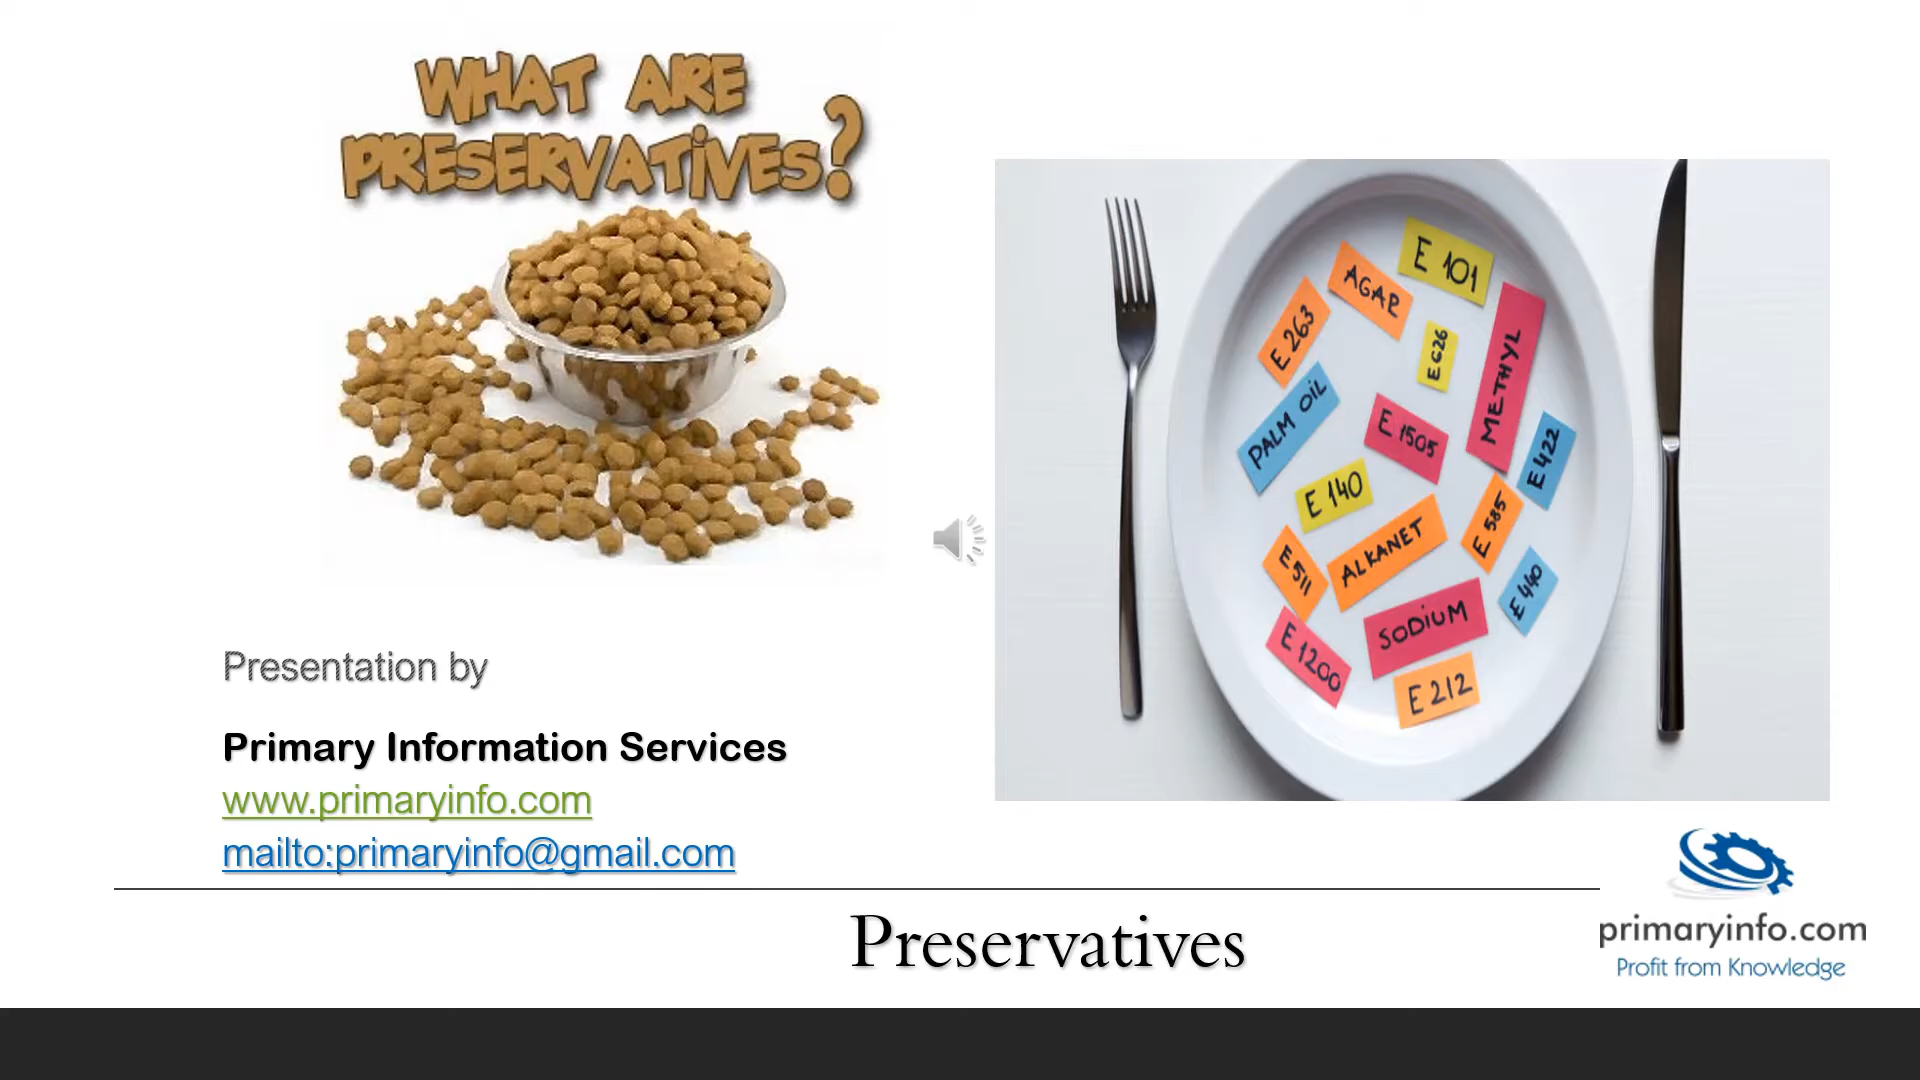 WHAT ARE
PRESERVATIVES?
E 101
AGAR
E 263
E 626
METHYL
PALM OIL
E 1505
E 422
E 140
E 585
ALKANET
E 511
E 440
SODIUM
E 1200
E 212
Presentation by
Primary Information Services
www.primaryinfo.com
mailto:primaryinfo@gmail.com
Preservatives
primaryinfo.com
Profit from Knowledge